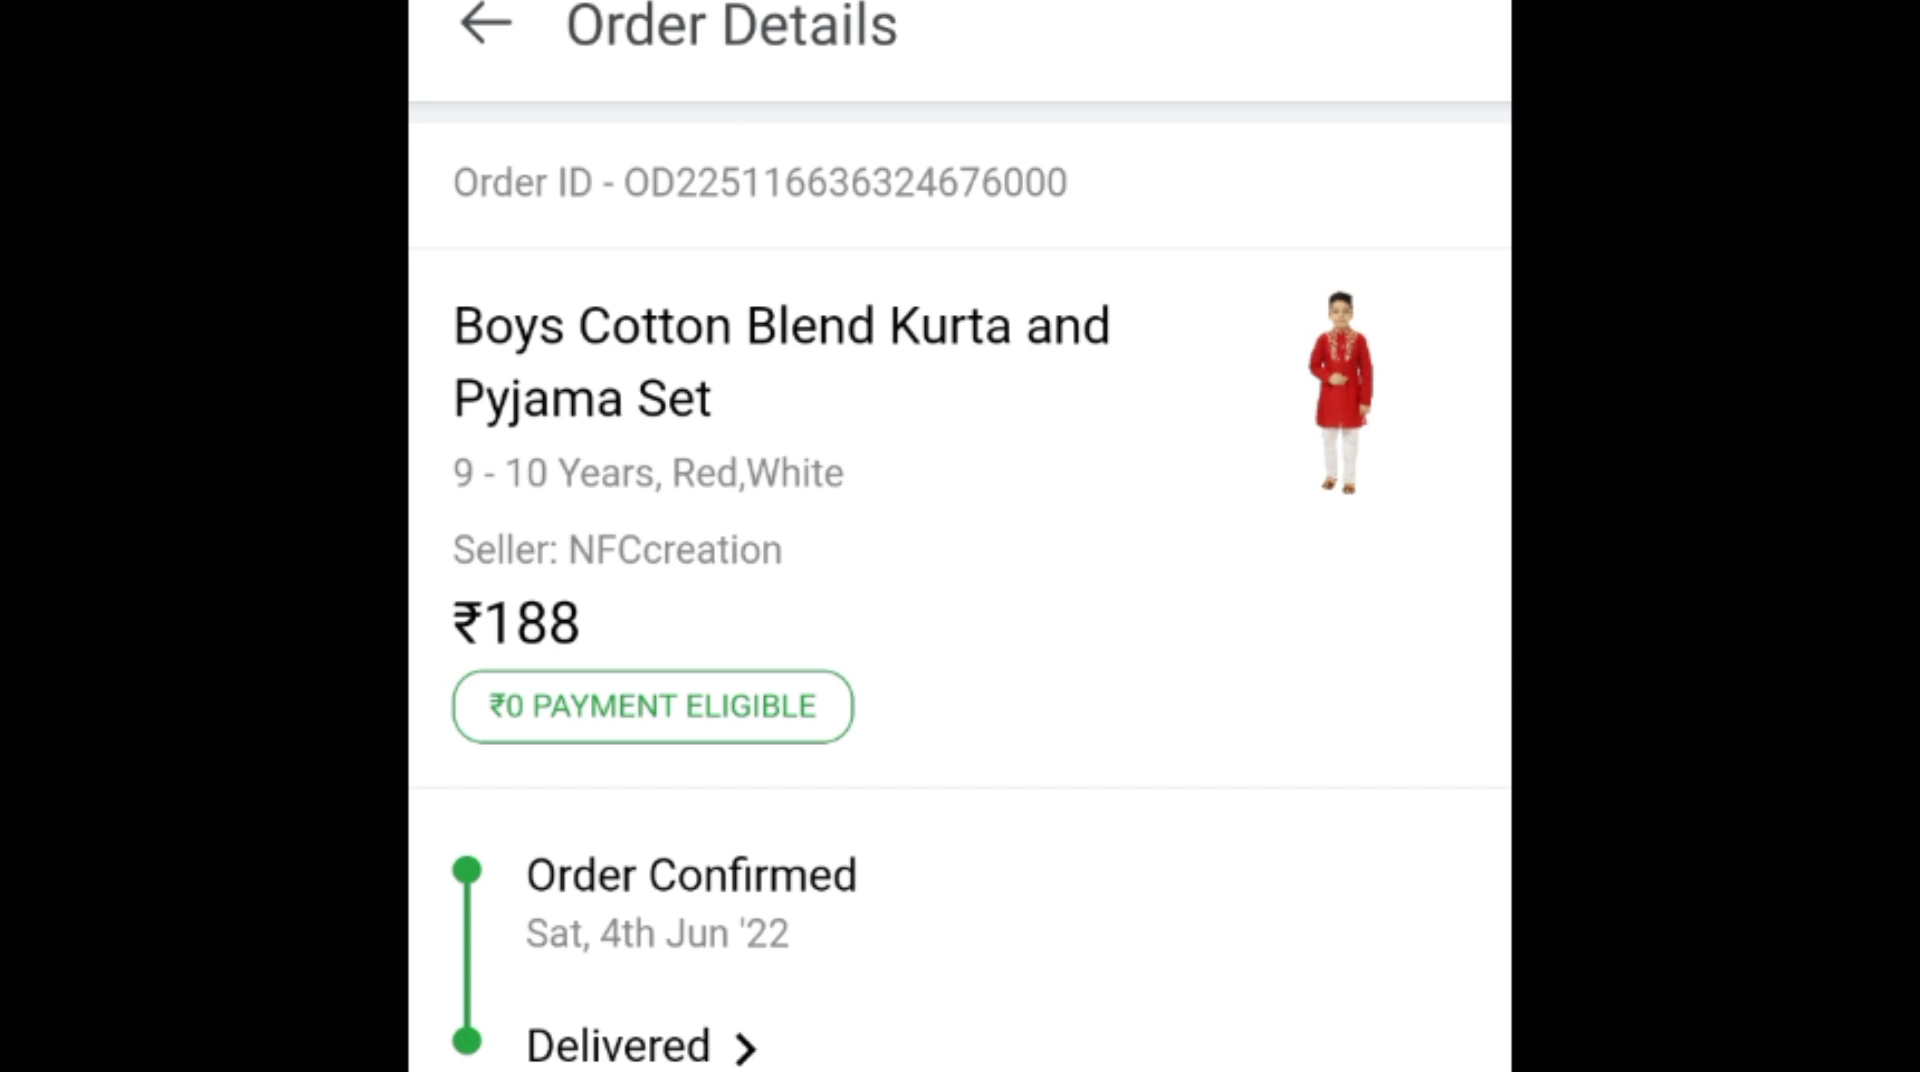 Order Details
Order ID - OD225116636324676000
Boys Cotton Blend Kurta and
Pyjama Set
9 - 10 Years, Red,White
Seller: NFCcreation
₹188
₹0 PAYMENT ELIGIBLE
Order Confirmed
Sat, 4th Jun '22
Delivered